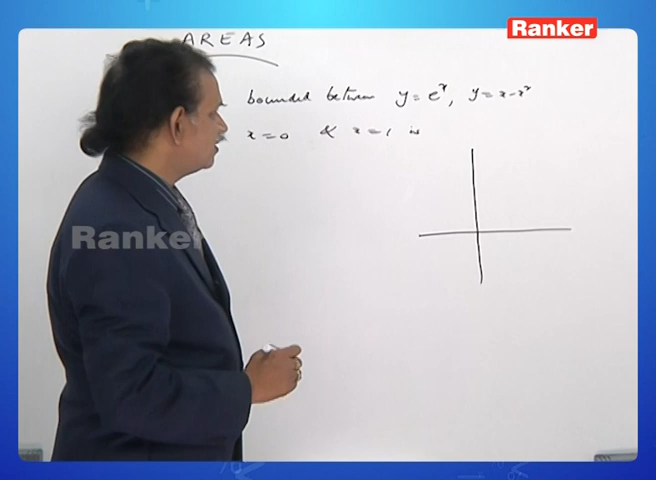 Ranker
AREAS
bounded between y = e^x, y = x - x^2
x = 0 & x = 1 is
Ranker